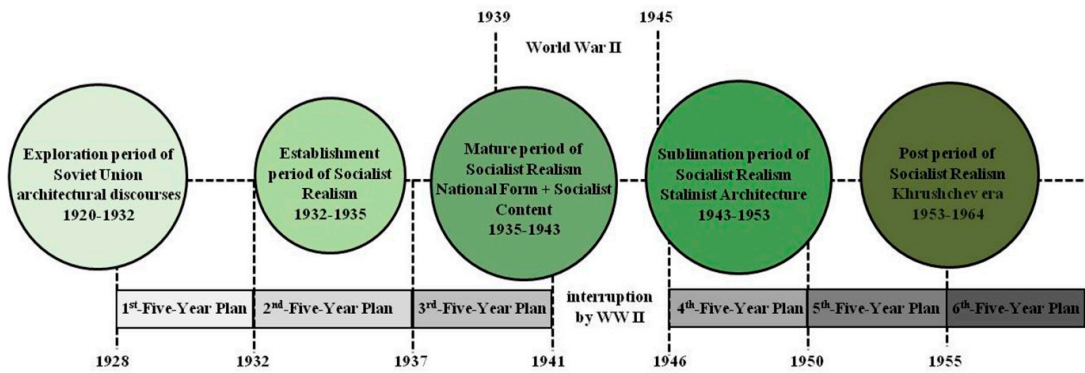 1939
1945
World War II
Exploration period of
Soviet Union
architectural discourses
1920-1932
Establishment
period of Socialist
Realism
1932-1935
Mature period of
Socialist Realism
National Form + Socialist
Content
1935-1943
Sublimation period of
Socialist Realism
Stalinist Architecture
1943-1953
Post period of
Socialist Realism
Khrushchev era
1953-1964
1st-Five-Year Plan
2nd-Five-Year Plan
3rd-Five-Year Plan
interruption
by WW II
4th-Five-Year Plan
5th-Five-Year Plan
6th-Five-Year Plan
1928
1932
1937
1941
1946
1950
1955